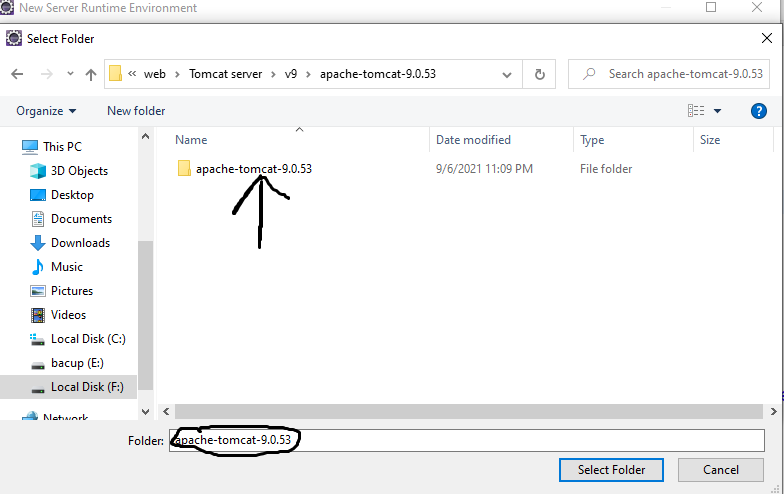 New Server Runtime Environment
Select Folder
« web › Tomcat server › v9 › apache-tomcat-9.0.53
Search apache-tomcat-9.0.53
Organize New folder
?
Name Date modified Type Size
apache-tomcat-9.0.53 9/6/2021 11:09 PM File folder
This PC
3D Objects
Desktop
Documents
Downloads
Music
Pictures
Videos
Local Disk (C:)
bacup (E:)
Local Disk (F:)
Network
Folder: apache-tomcat-9.0.53
Select Folder Cancel